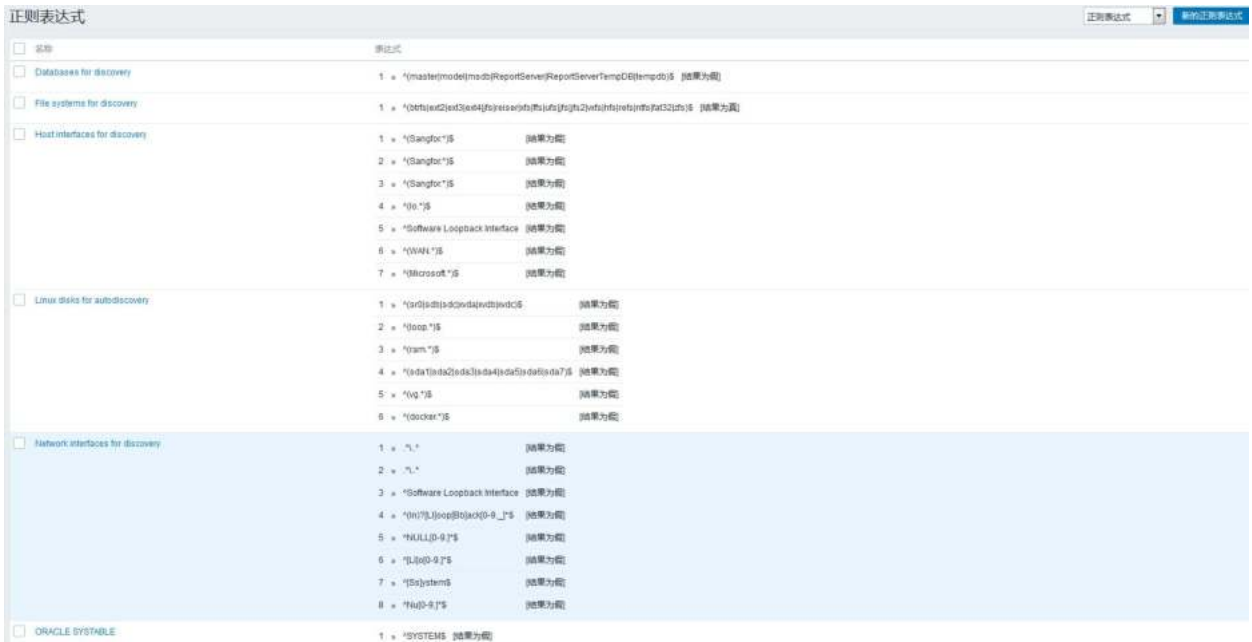 正则表达式
正则表达式 新的正则表达式
名称 表达式
Databases for discovery
1 » ^(master|model|msdb|ReportServer|ReportServerTempDB|tempdb)$ [结果为假]
File systems for discovery
1 » ^(btrfs|ext2|ext3|ext4|jfs|reiser|xfs|ffs|ufs|jfs|jfs2|vxfs|hfs|refs|ntfs|fat32|zfs)$ [结果为真]
Host interfaces for discovery
1 » ^(Sangfor.*)$ [结果为假]
2 » ^(Sangfor.*)$ [结果为假]
3 » ^(Sangfor.*)$ [结果为假]
4 » ^(lo.*)$ [结果为假]
5 » ^Software Loopback Interface [结果为假]
6 » ^(WAN.*)$ [结果为假]
7 » ^(Microsoft.*)$ [结果为假]
Linux disks for autodiscovery
1 » ^(sr0|sdb|sdc|xvda|xvdb|xvdc)$ [结果为假]
2 » ^(loop.*)$ [结果为假]
3 » ^(ram.*)$ [结果为假]
4 » ^(sda1|sda2|sda3|sda4|sda5|sda6|sda7)$ [结果为假]
5 » ^(vg.*)$ [结果为假]
6 » ^(docker.*)$ [结果为假]
Network interfaces for discovery
1 » [结果为假]
2 » [结果为假]
3 » ^Software Loopback Interface [结果为假]
4 » ^(In)?[Ll]oop[Bb]ack[0-9._]*$ [结果为假]
5 » ^NULL[0-9.]*$ [结果为假]
6 » ^[Ll]o[0-9.]*$ [结果为假]
7 » ^[Ss]ystem$ [结果为假]
8 » ^Nu[0-9.]*$ [结果为假]
ORACLE SYSTABLE
1 » ^SYSTEM$ [结果为假]